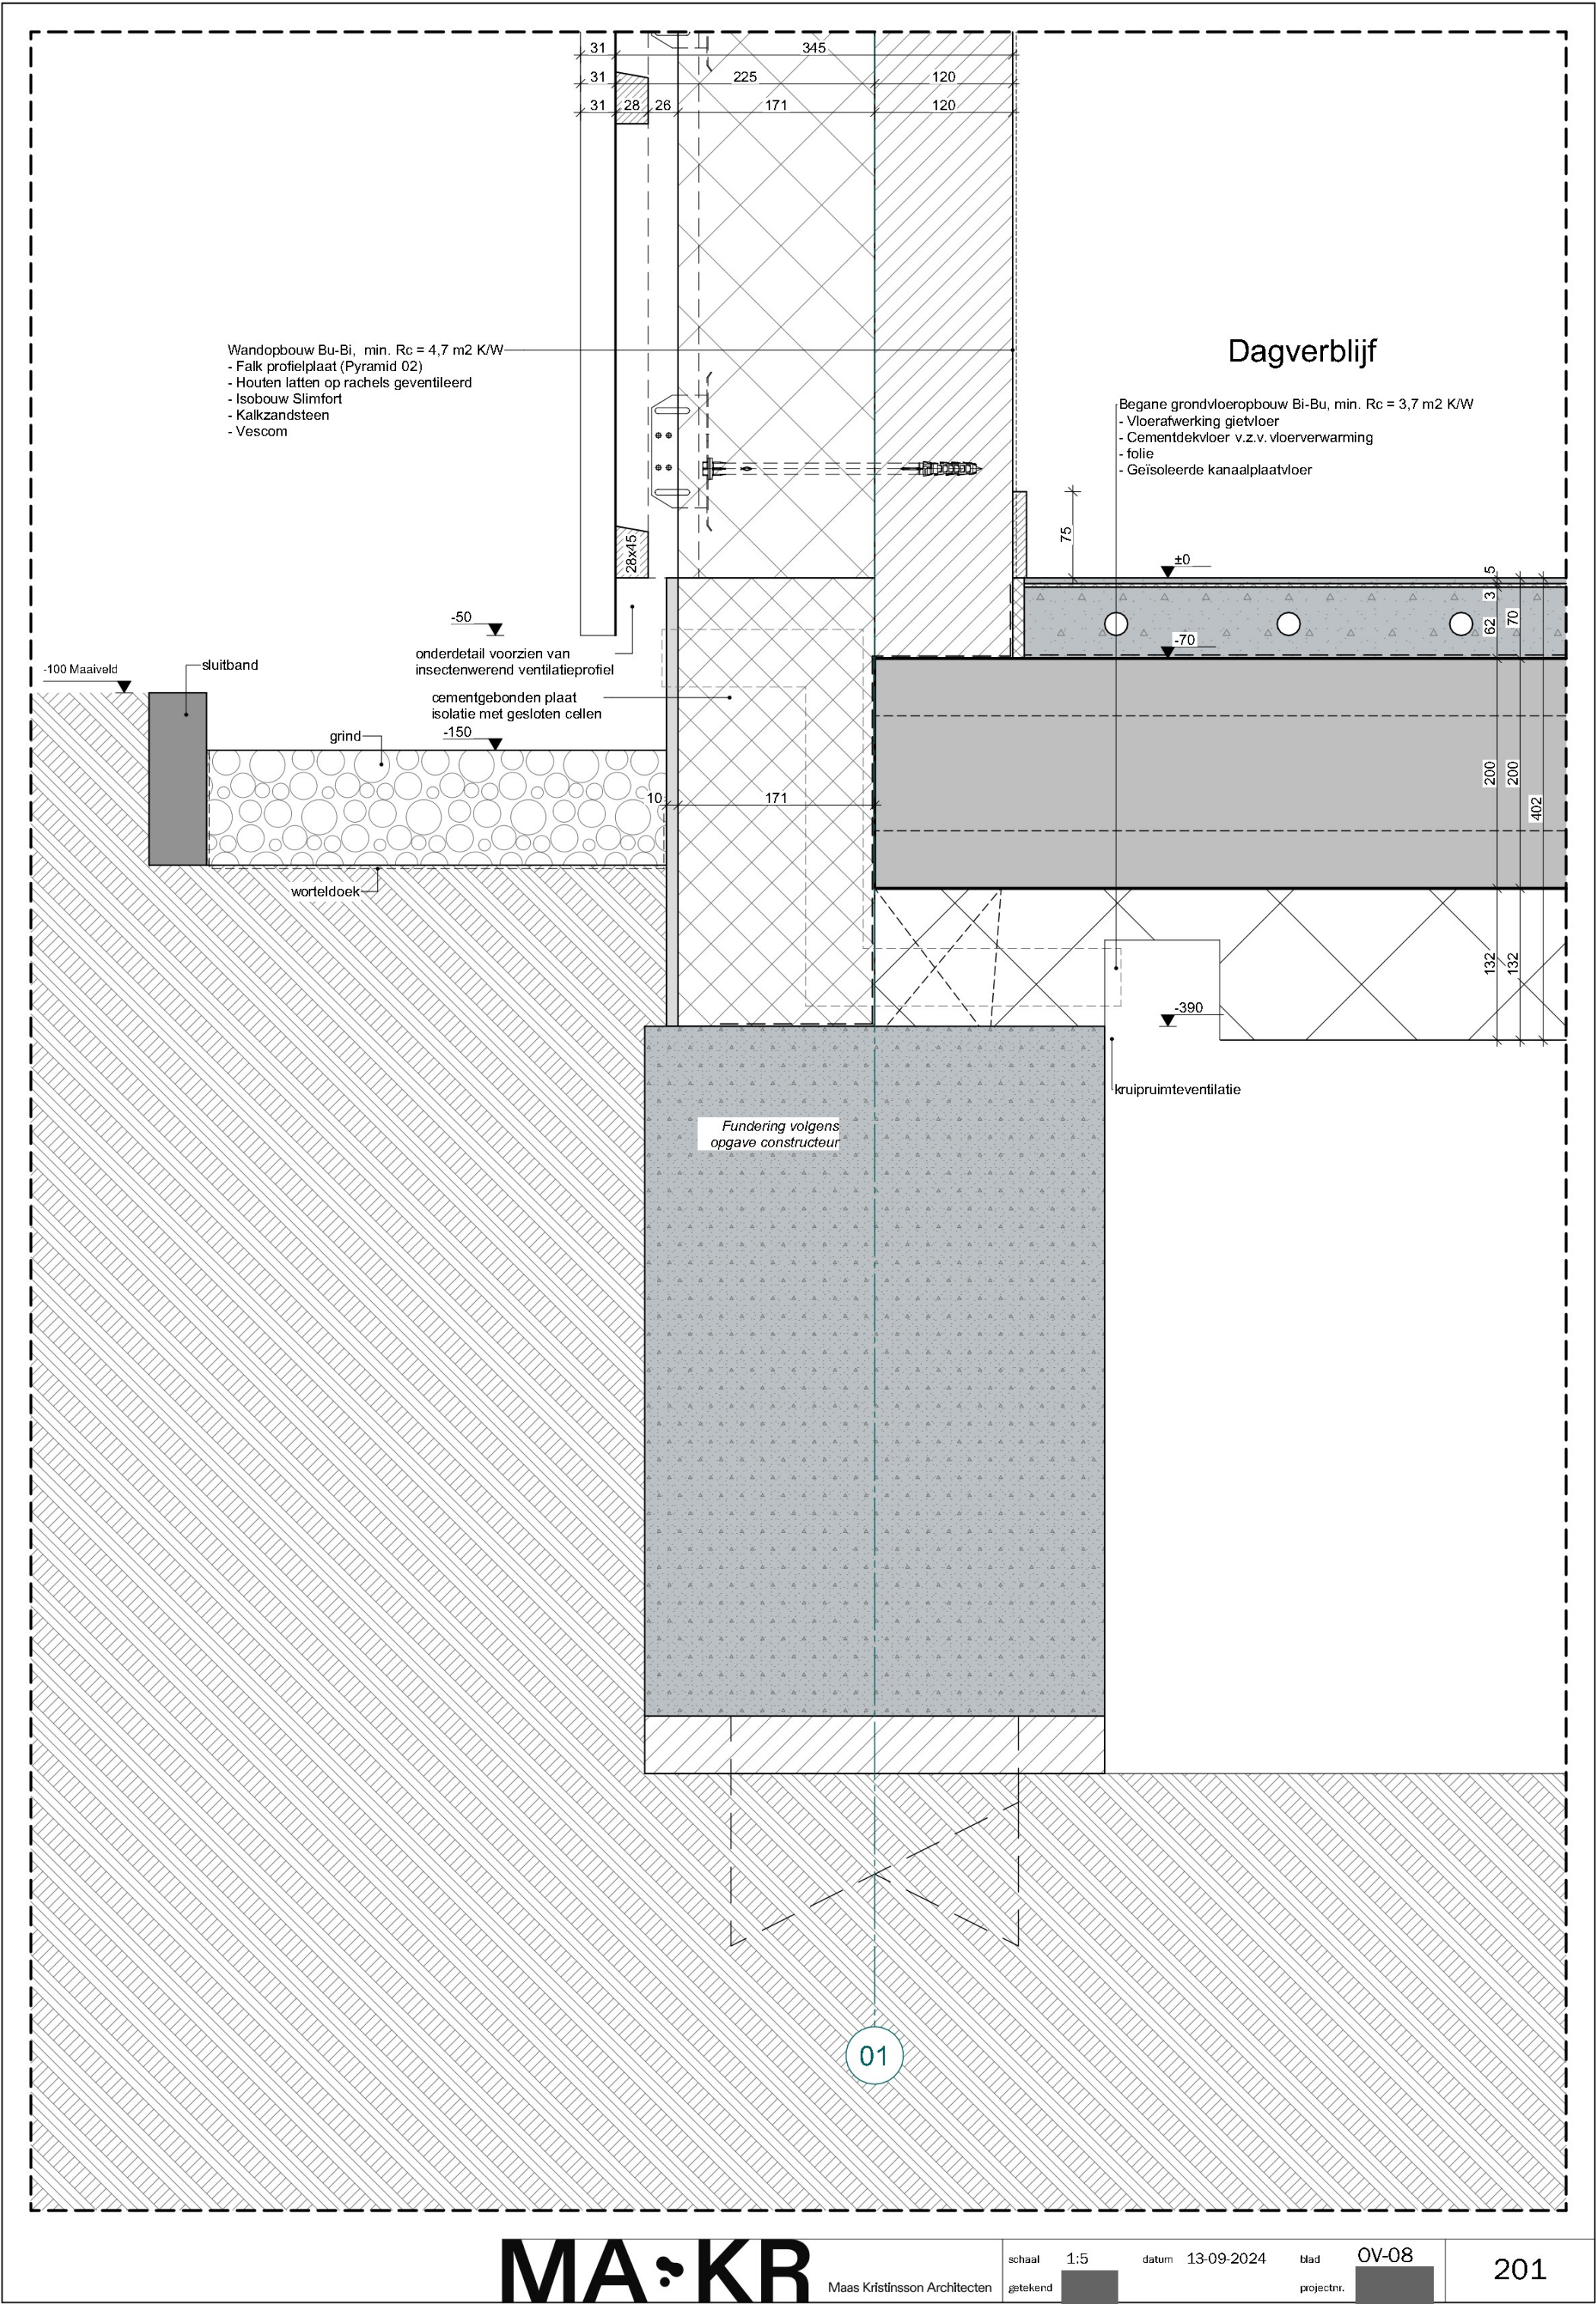 31 345
31 225 120
31 28 26 171 120
Wandopbouw Bu-Bi, min. Rc = 4,7 m2 K/W
- Falk profielplaat (Pyramid 02)
- Houten latten op rachels geventileerd
- Isobouw Slimfort
- Kalkzandsteen
- Vescom
Dagverblijf
Begane grondvloeropbouw Bi-Bu, min. Rc = 3,7 m2 K/W
- Vloerafwerking gietvloer
- Cementdekvloer v.z.v. vloerverwarming
- folie
- Geïsoleerde kanaalplaatvloer
28x45
75
±0
5
3
62
70
-70
-50
onderdetail voorzien van
insectenwerend ventilatieprofiel
-100 Maaiveld
sluitband
cementgebonden plaat
isolatie met gesloten cellen
grind
-150
10 171
200
200
402
worteldoek
132
132
-390
kruipruimteventilatie
Fundering volgens
opgave constructeur
01
MA KR
Maas Kristinsson Architecten
schaal 1:5 datum 13-09-2024 blad OV-08
getekend projectnr.
201